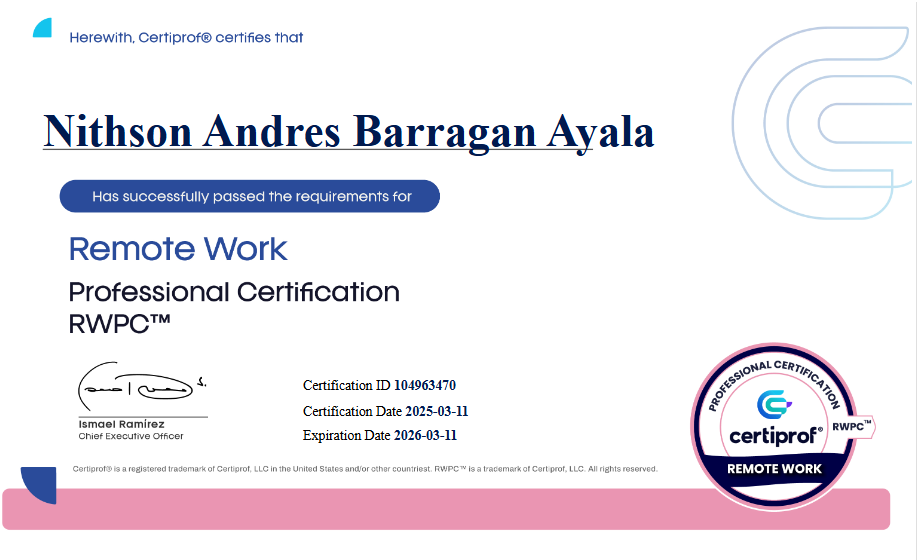 Herewith, Certiprof® certifies that
Nithson Andres Barragan Ayala
Has successfully passed the requirements for
Remote Work
Professional Certification
RWPC™
Ismael Ramírez
Chief Executive Officer
Certification ID 104963470
Certification Date 2025-03-11
Expiration Date 2026-03-11
Certiprof® is a registered trademark of Certiprof, LLC in the United States and/or other countriest. RWPC™ is a trademark of Certiprof, LLC. All rights reserved.
PROFESSIONAL CERTIFICATION
RWPC™
certiprof®
REMOTE WORK